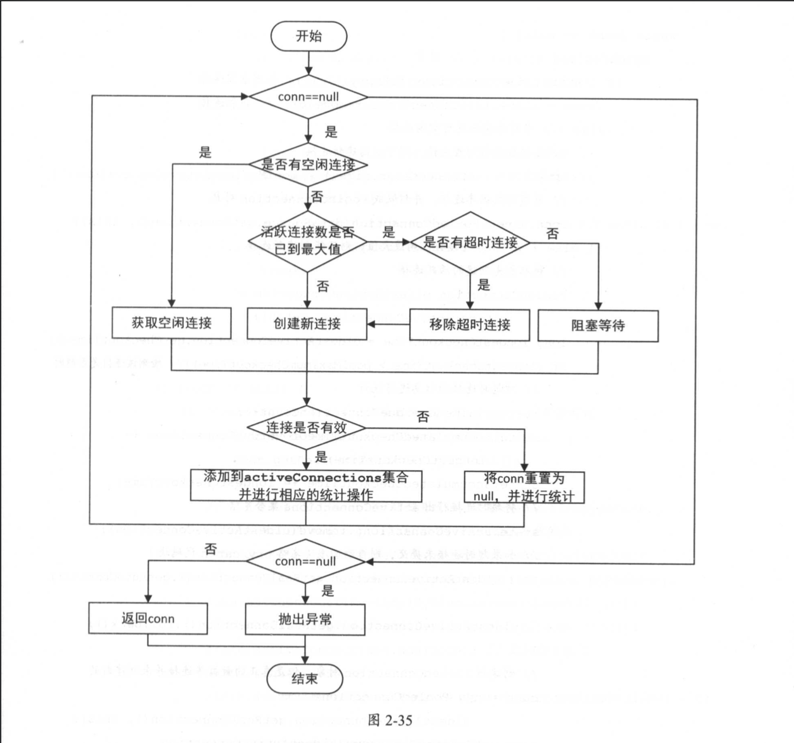 开始
conn==null
是
是否有空闲连接
是
否
活跃连接数是否
已到最大值
是
是否有超时连接
否
否
是
获取空闲连接
创建新连接
移除超时连接
阻塞等待
连接是否有效
否
是
添加到activeConnections集合
并进行相应的统计操作
将conn重置为
null，并进行统计
conn==null
否
是
返回conn
抛出异常
结束
图 2-35